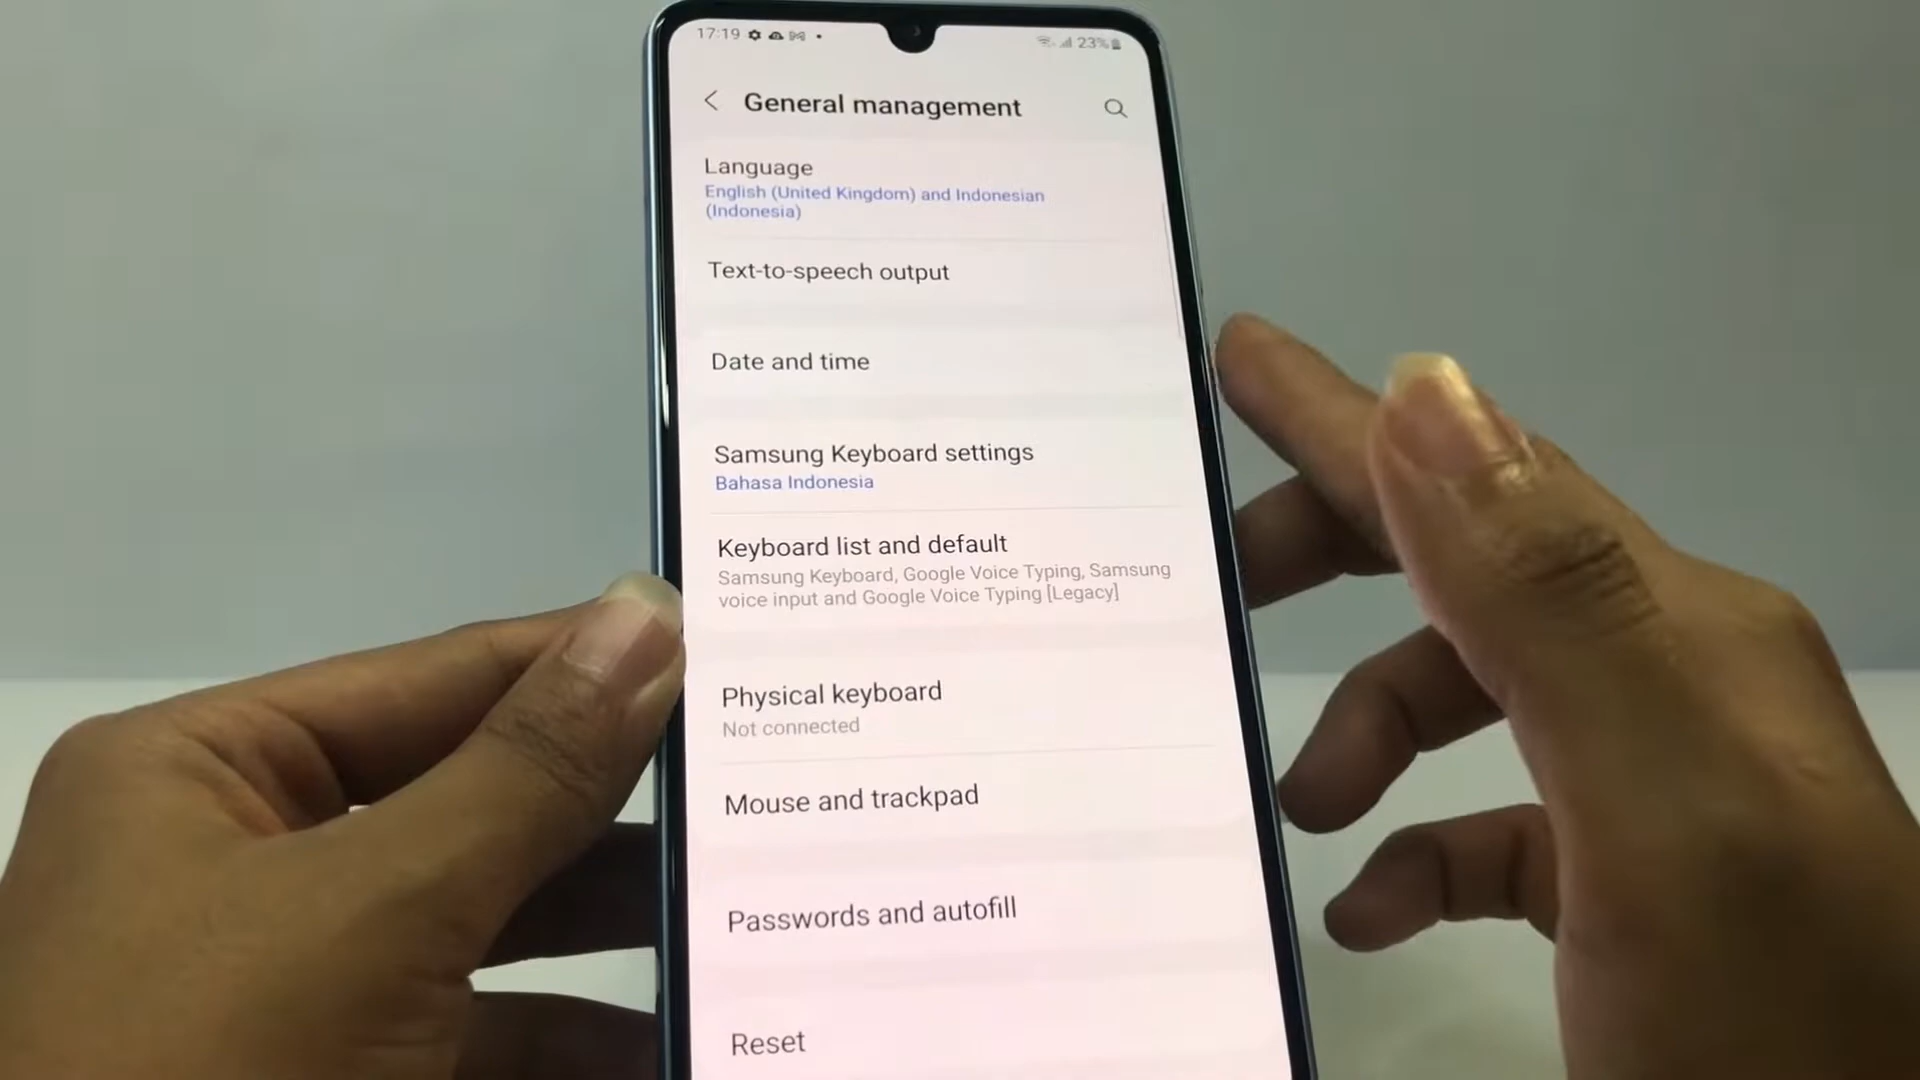 17:19
23%
General management
Language
English (United Kingdom) and Indonesian
(Indonesia)
Text-to-speech output
Date and time
Samsung Keyboard settings
Bahasa Indonesia
Keyboard list and default
Samsung Keyboard, Google Voice Typing, Samsung
voice input and Google Voice Typing [Legacy]
Physical keyboard
Not connected
Mouse and trackpad
Passwords and autofill
Reset